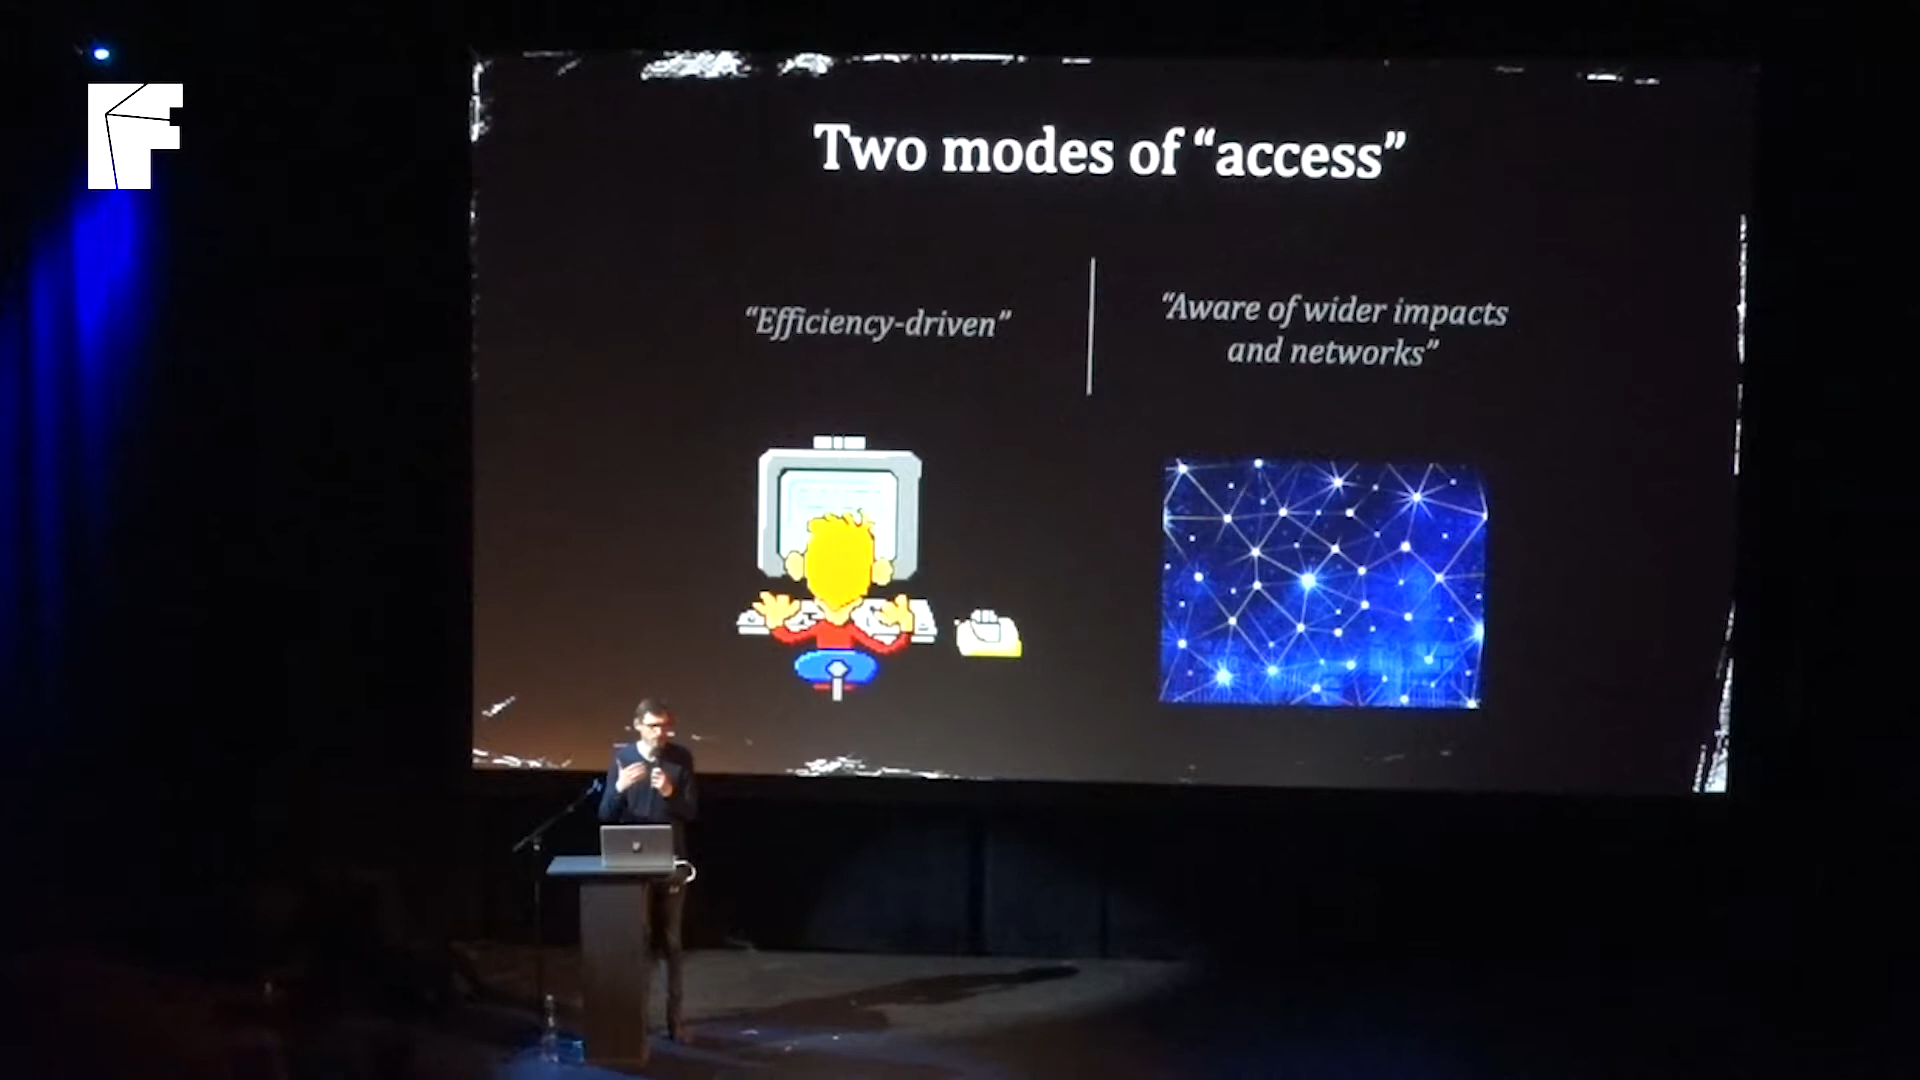 Two modes of “access”
“Efficiency-driven”
“Aware of wider impacts
and networks”